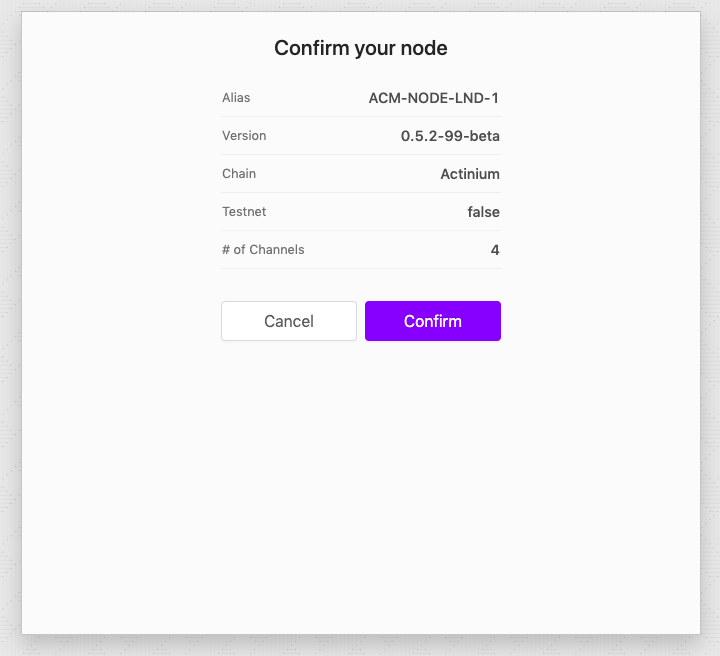 Confirm your node
Alias ACM-NODE-LND-1
Version 0.5.2-99-beta
Chain Actinium
Testnet false
# of Channels 4
Cancel Confirm